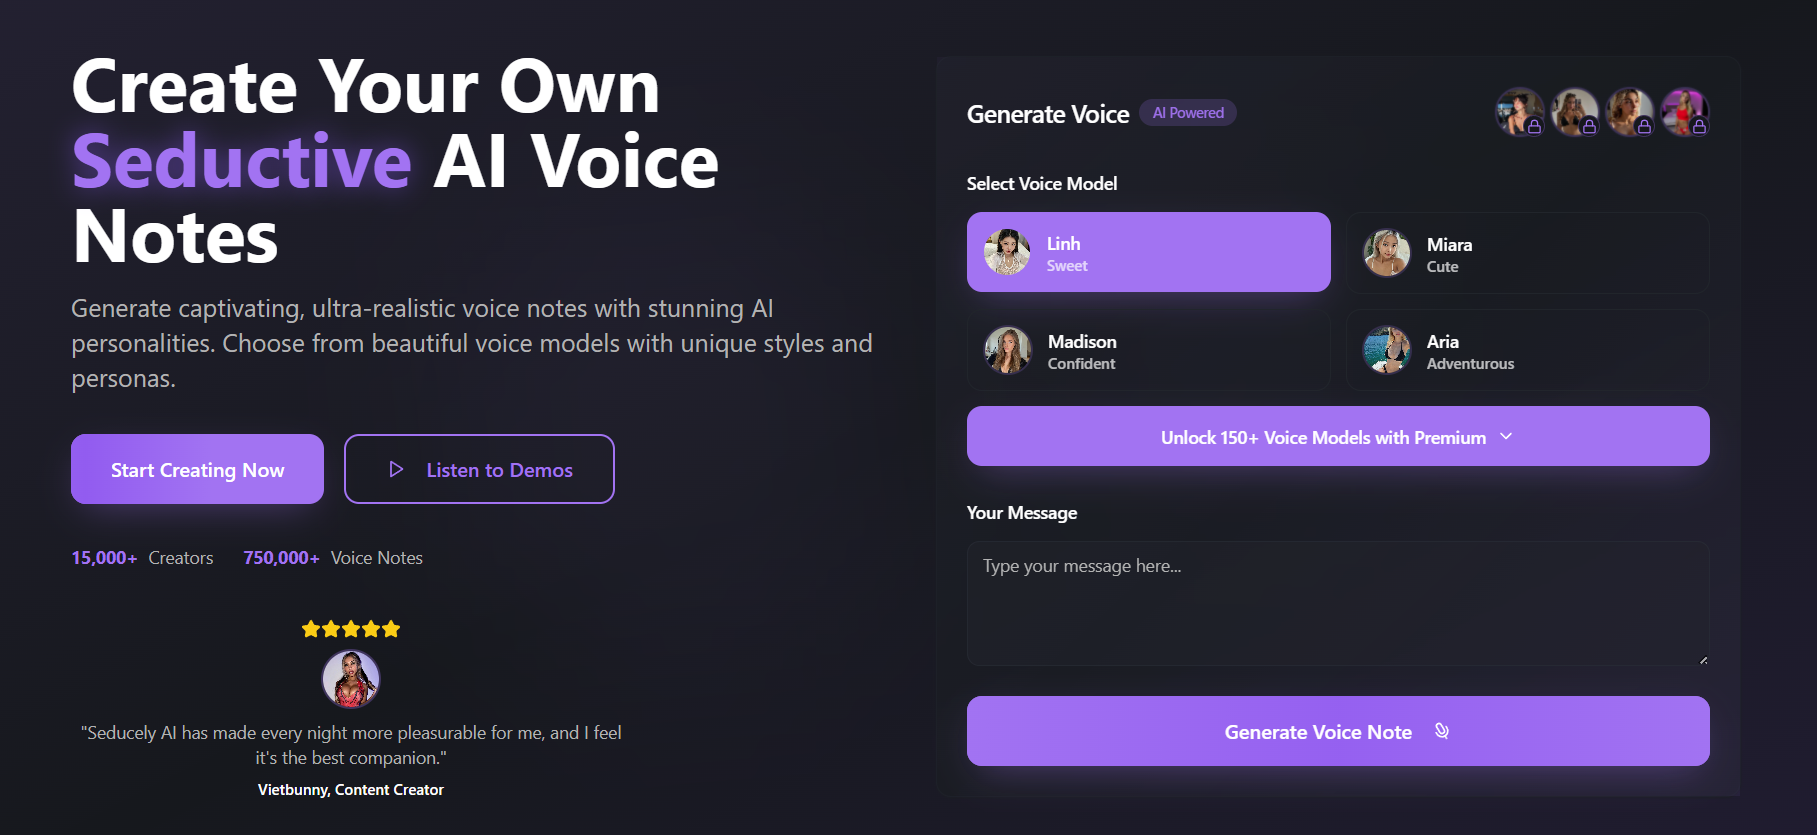 Create Your Own
Seductive AI Voice
Notes
Generate captivating, ultra-realistic voice notes with stunning AI
personalities. Choose from beautiful voice models with unique styles and
personas.
Start Creating Now
Listen to Demos
15,000+ Creators
750,000+ Voice Notes
"Seducely AI has made every night more pleasurable for me, and I feel
it's the best companion."
Vietbunny, Content Creator
Generate Voice
AI Powered
Select Voice Model
Linh
Sweet
Miara
Cute
Madison
Confident
Aria
Adventurous
Unlock 150+ Voice Models with Premium
Your Message
Type your message here...
Generate Voice Note